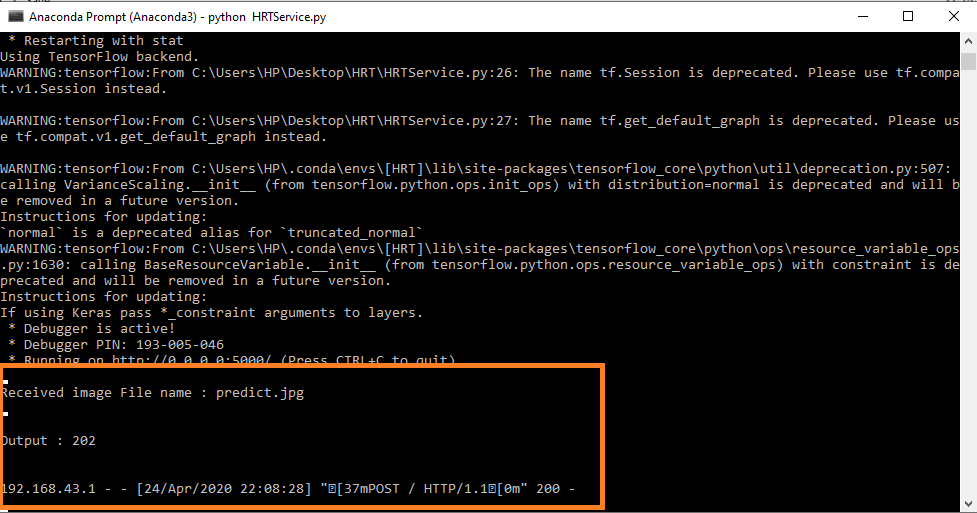 Anaconda Prompt (Anaconda3) - python HRTService.py
* Restarting with stat
Using TensorFlow backend.
WARNING:tensorflow:From C:\Users\HP\Desktop\HRT\HRTService.py:26: The name tf.Session is deprecated. Please use tf.compa
t.v1.Session instead.
WARNING:tensorflow:From C:\Users\HP\Desktop\HRT\HRTService.py:27: The name tf.get_default_graph is deprecated. Please us
e tf.compat.v1.get_default_graph instead.
WARNING:tensorflow:From C:\Users\HP\.conda\envs\[HRT]\lib\site-packages\tensorflow_core\python\util\deprecation.py:507:
calling VarianceScaling.__init__ (from tensorflow.python.ops.init_ops) with distribution=normal is deprecated and will b
e removed in a future version.
Instructions for updating:
`normal` is a deprecated alias for `truncated_normal`
WARNING:tensorflow:From C:\Users\HP\.conda\envs\[HRT]\lib\site-packages\tensorflow_core\python\ops\resource_variable_ops
.py:1630: calling BaseResourceVariable.__init__ (from tensorflow.python.ops.resource_variable_ops) with constraint is de
precated and will be removed in a future version.
Instructions for updating:
If using Keras pass *_constraint arguments to layers.
* Debugger is active!
* Debugger PIN: 193-005-046
* Running on http://0.0.0.0:5000/ (Press CTRL+C to quit)
Received image File name : predict.jpg
Output : 202
192.168.43.1 - - [24/Apr/2020 22:08:28] "[37mPOST / HTTP/1.1[0m" 200 -